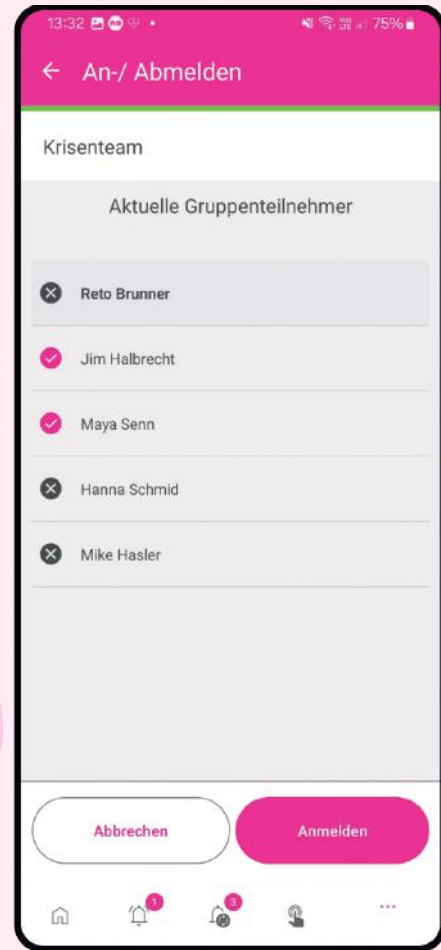 13:32 75%
An-/ Abmelden
Krisenteam
Aktuelle Gruppenteilnehmer
Reto Brunner
Jim Halbrecht
Maya Senn
Hanna Schmid
Mike Hasler
Abbrechen Anmelden
1 3